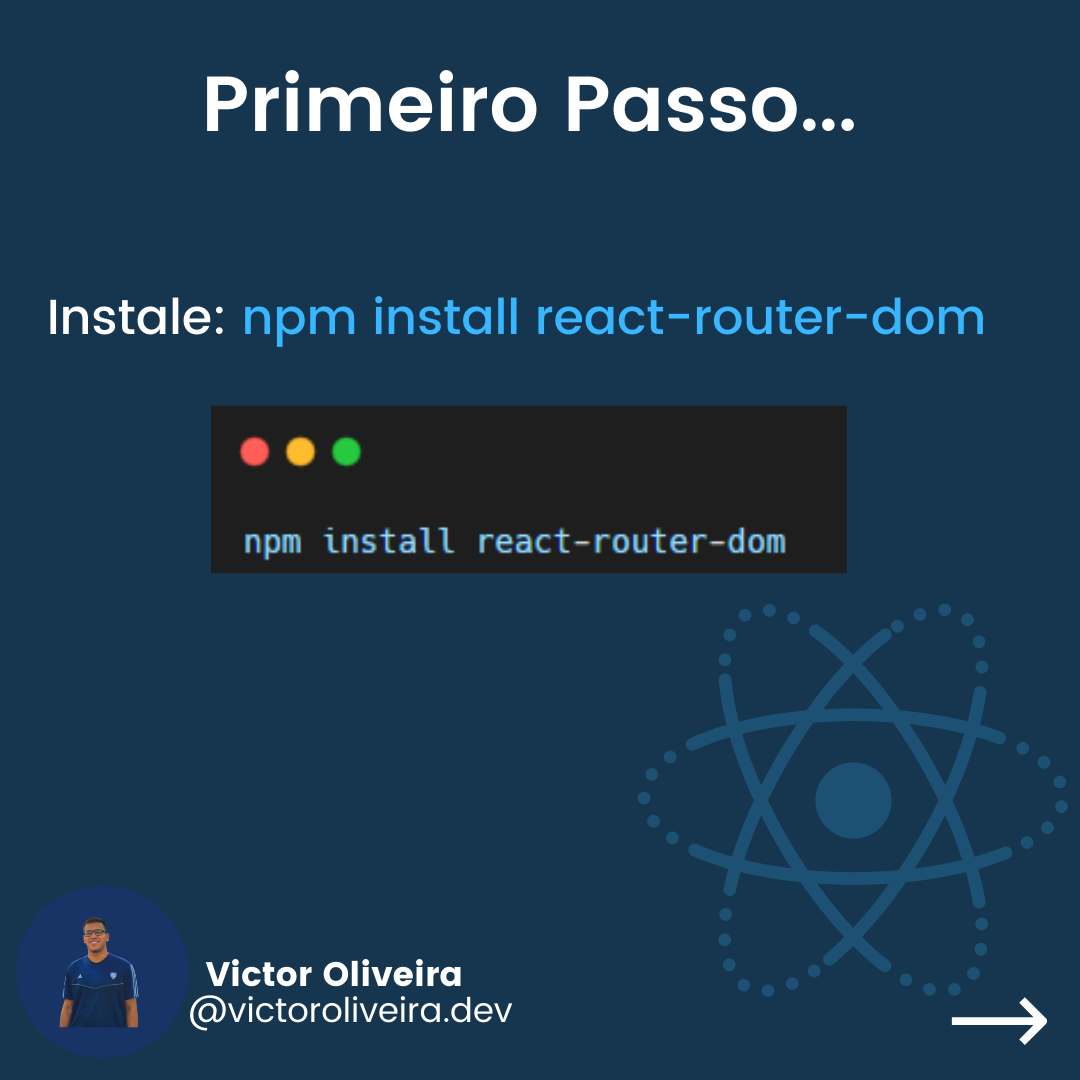 Primeiro Passo...
Instale: npm install react-router-dom
npm install react-router-dom
Victor Oliveira
@victoroliveira.dev